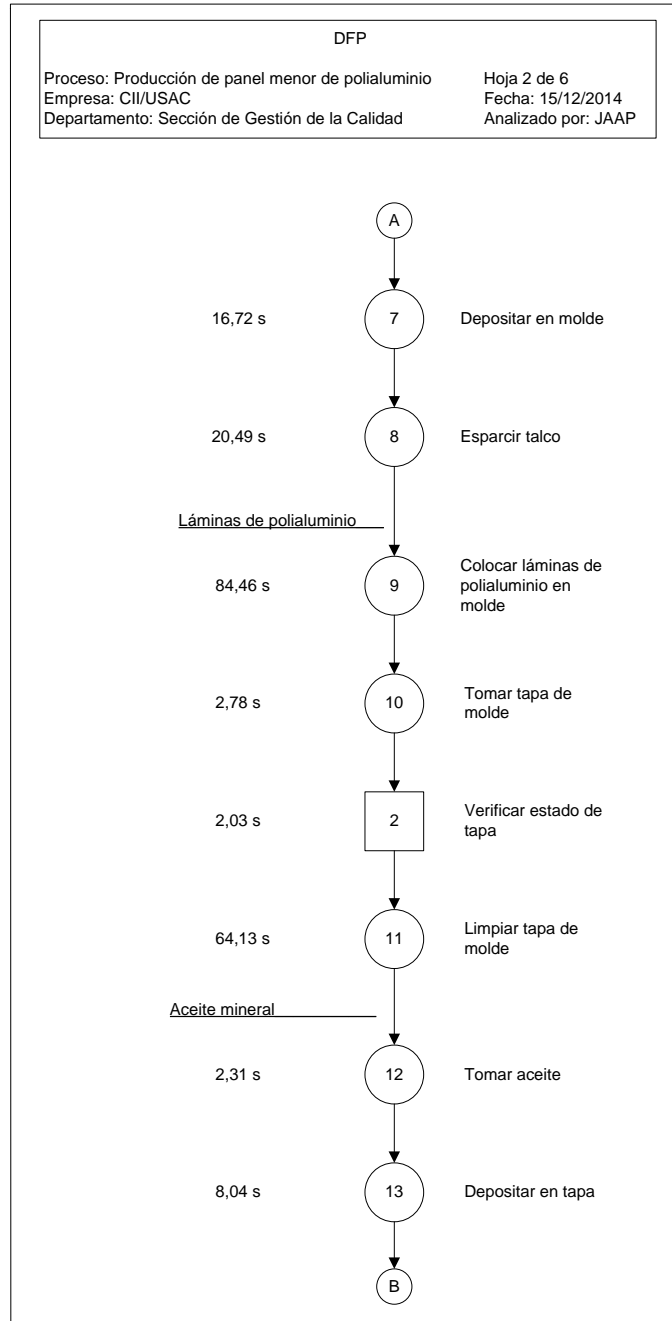 DFP
Proceso: Producción de panel menor de polialuminio
Hoja 2 de 6
Empresa: CII/USAC
Fecha: 15/12/2014
Departamento: Sección de Gestión de la Calidad
Analizado por: JAAP
A
16,72 s
7
Depositar en molde
20,49 s
8
Esparcir talco
Láminas de polialuminio
84,46 s
9
Colocar láminas de
polialuminio en
molde
2,78 s
10
Tomar tapa de
molde
2,03 s
2
Verificar estado de
tapa
64,13 s
11
Limpiar tapa de
molde
Aceite mineral
2,31 s
12
Tomar aceite
8,04 s
13
Depositar en tapa
B